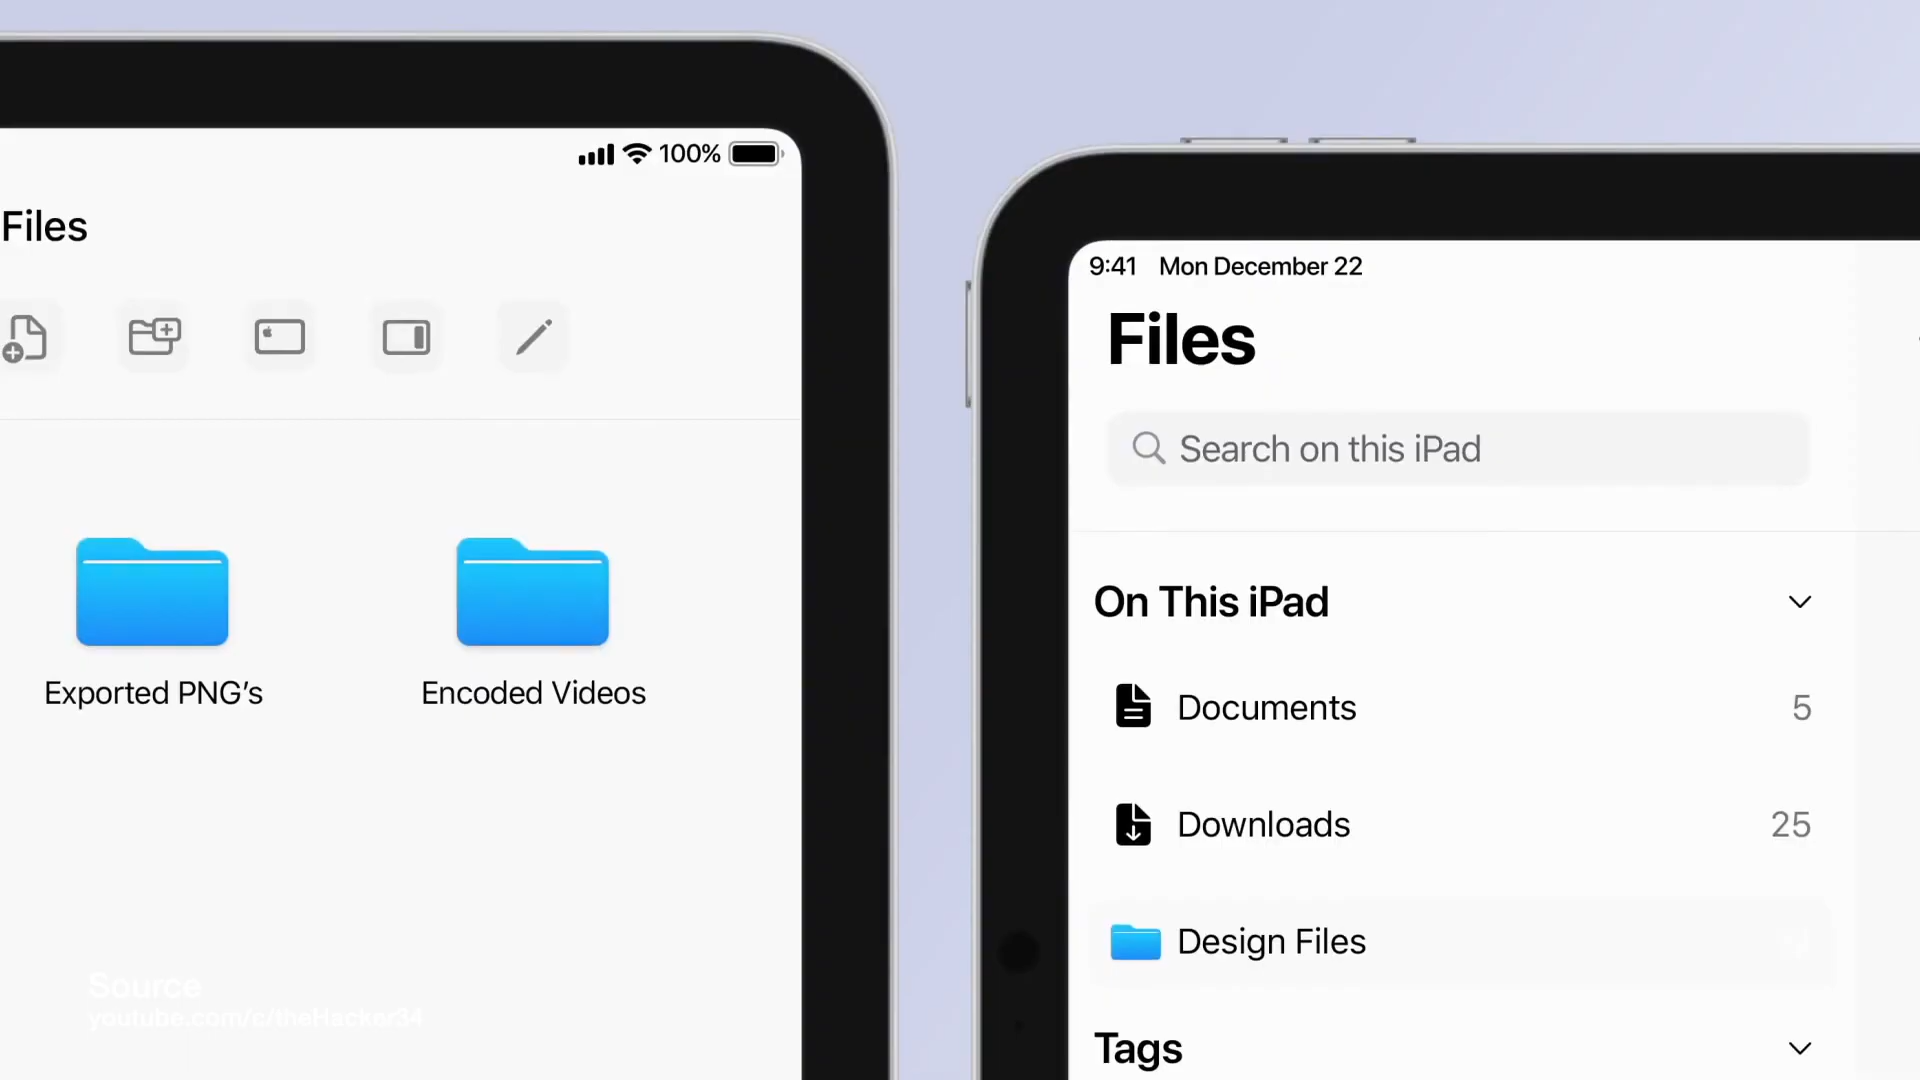 100%
Files
Exported PNG’s
Encoded Videos
Source
youtube.com/c/theHacker34
9:41 Mon December 22
Files
Search on this iPad
On This iPad
Documents 5
Downloads 25
Design Files
Tags